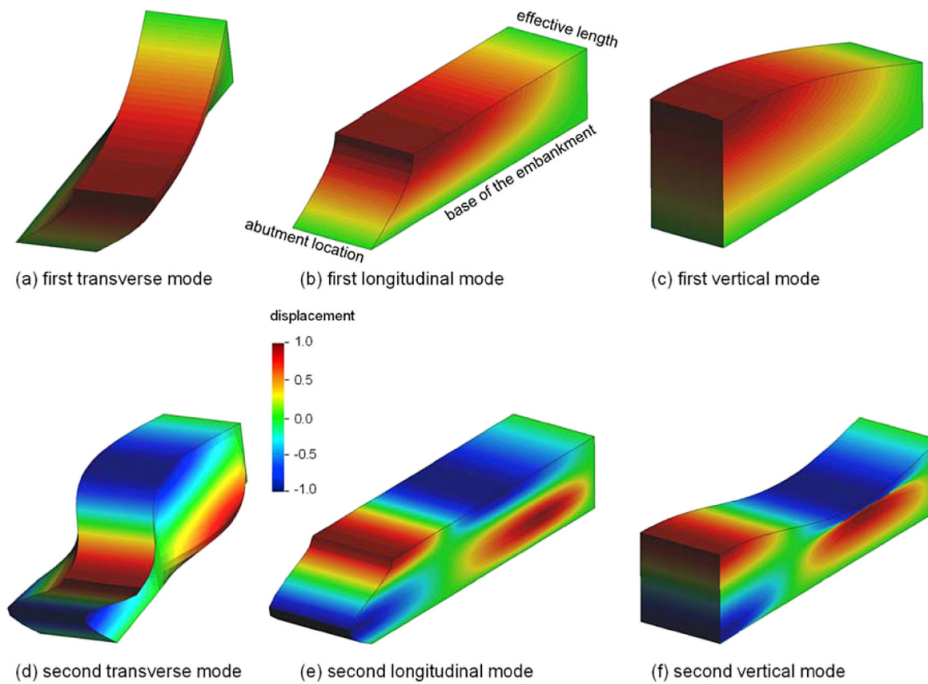 effective length
base of the embankment
abutment location
(a) first transverse mode
(b) first longitudinal mode
(c) first vertical mode
displacement
1.0
0.5
0.0
-0.5
-1.0
(d) second transverse mode
(e) second longitudinal mode
(f) second vertical mode